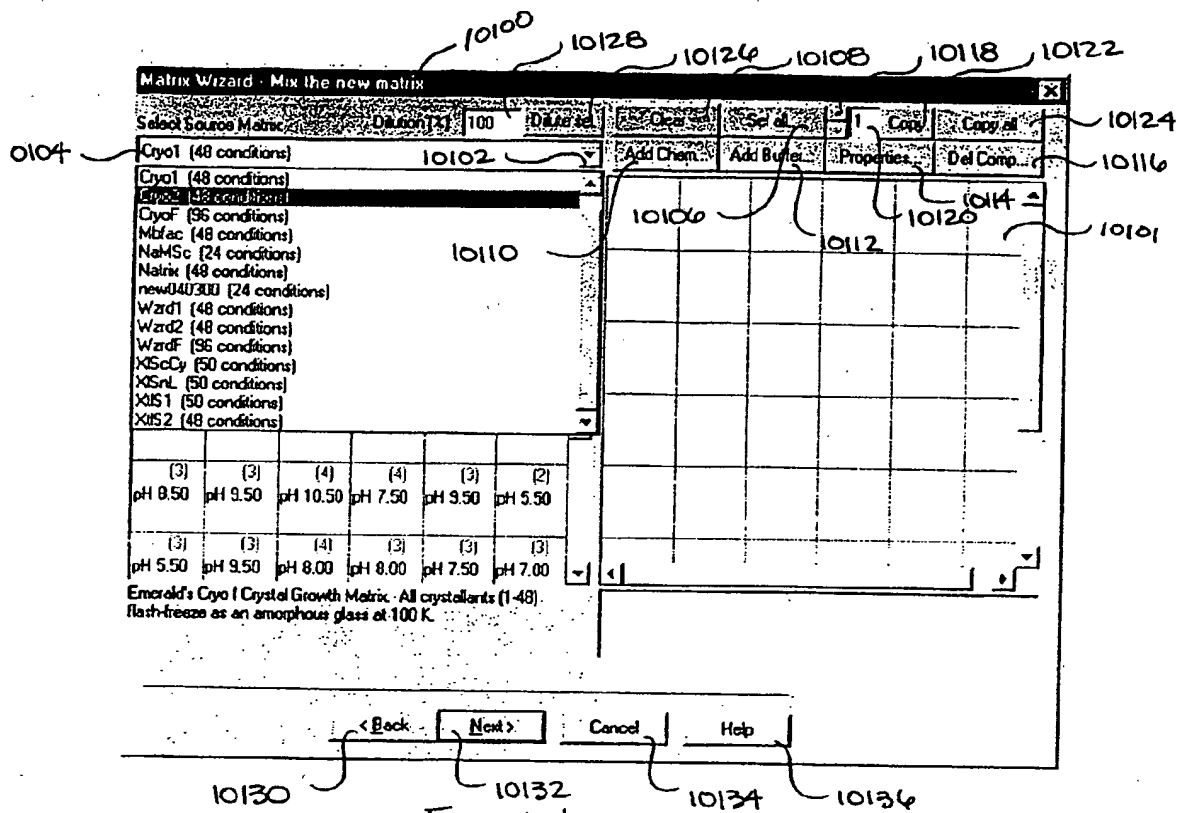 10100
10128
10126
10108
10118
10122
Matrix Wizard - Mix the new matrix
Select Source Matrix
Dilution [%] 100 Dilute sel. Clear Set all... 1 Copy Copy all
10124
0104
Cryo1 (48 conditions)
10102
Add Chem... Add Buffer... Properties... Del Comp...
10116
Cryo1 (48 conditions)
Cryo2 (48 conditions)
CryoF (96 conditions)
Mbfac (48 conditions)
NaMSc (24 conditions)
Natrix (48 conditions)
new040300 (24 conditions)
Wzrd1 (48 conditions)
Wzrd2 (48 conditions)
WzrdF (96 conditions)
XlScCy (50 conditions)
XlSnL (50 conditions)
XtlS1 (50 conditions)
XtlS2 (48 conditions)
10110
10106
10112
10120
10114
10101
(3) (3) (4) (4) (3) (2)
pH 8.50 pH 9.50 pH 10.50 pH 7.50 pH 9.50 pH 5.50
(3) (3) (4) (3) (3) (3)
pH 5.50 pH 9.50 pH 8.00 pH 8.00 pH 7.50 pH 7.00
Emerald's Cryo I Crystal Growth Matrix - All crystallants (1-48)
flash-freeze as an amorphous glass at 100 K.
< Back Next > Cancel Help
10130
10132
10134
10136